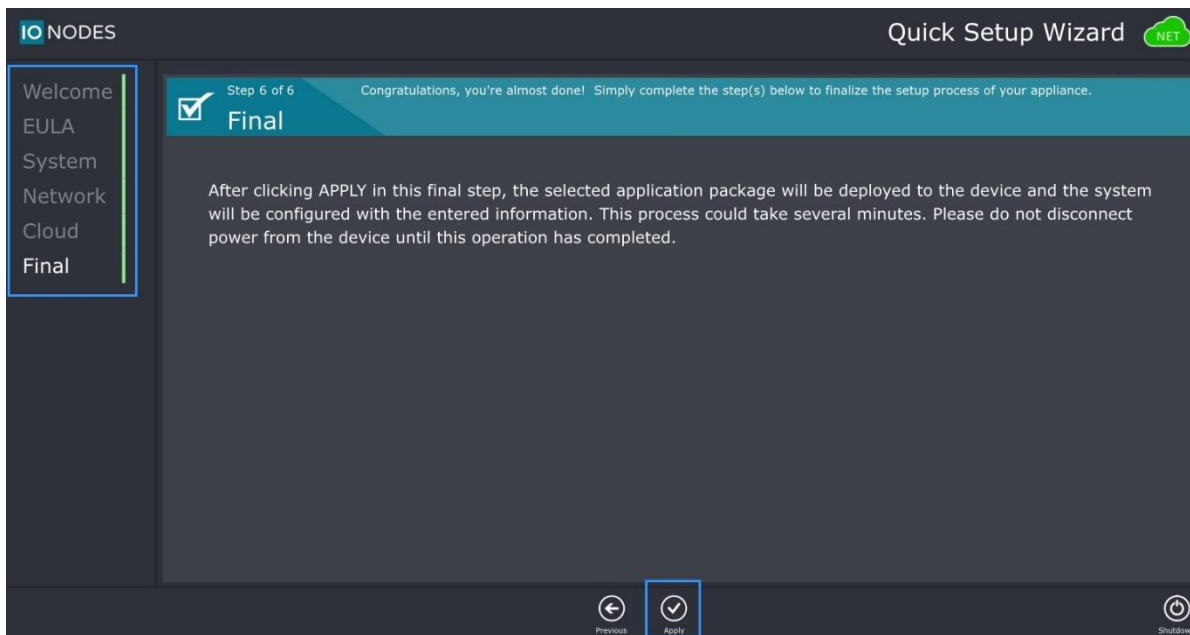 IO NODES
Quick Setup Wizard
NET
Welcome
EULA
System
Network
Cloud
Final
Step 6 of 6
Congratulations, you're almost done! Simply complete the step(s) below to finalize the setup process of your appliance.
Final
After clicking APPLY in this final step, the selected application package will be deployed to the device and the system
will be configured with the entered information. This process could take several minutes. Please do not disconnect
power from the device until this operation has completed.
Previous
Apply
Shutdow